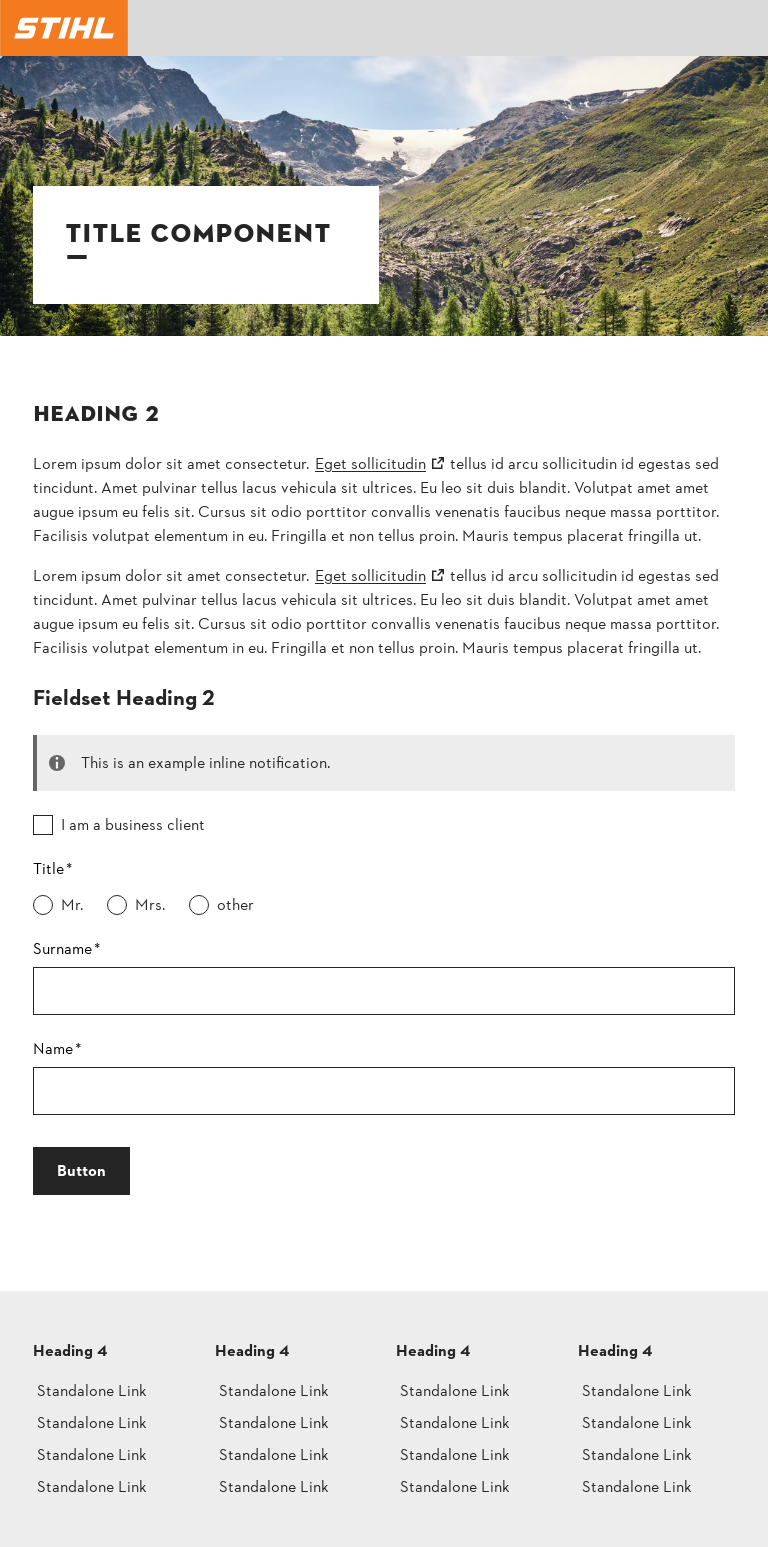 STIHL
TITLE COMPONENT
HEADING 2
Lorem ipsum dolor sit amet consectetur. Eget sollicitudin tellus id arcu sollicitudin id egestas sed
tincidunt. Amet pulvinar tellus lacus vehicula sit ultrices. Eu leo sit duis blandit. Volutpat amet amet
augue ipsum eu felis sit. Cursus sit odio porttitor convallis venenatis faucibus neque massa porttitor.
Facilisis volutpat elementum in eu. Fringilla et non tellus proin. Mauris tempus placerat fringilla ut.
Lorem ipsum dolor sit amet consectetur. Eget sollicitudin tellus id arcu sollicitudin id egestas sed
tincidunt. Amet pulvinar tellus lacus vehicula sit ultrices. Eu leo sit duis blandit. Volutpat amet amet
augue ipsum eu felis sit. Cursus sit odio porttitor convallis venenatis faucibus neque massa porttitor.
Facilisis volutpat elementum in eu. Fringilla et non tellus proin. Mauris tempus placerat fringilla ut.
Fieldset Heading 2
This is an example inline notification.
I am a business client
Title*
Mr. Mrs. other
Surname*
Name*
Button
Heading 4 Heading 4 Heading 4 Heading 4
Standalone Link Standalone Link Standalone Link Standalone Link
Standalone Link Standalone Link Standalone Link Standalone Link
Standalone Link Standalone Link Standalone Link Standalone Link
Standalone Link Standalone Link Standalone Link Standalone Link